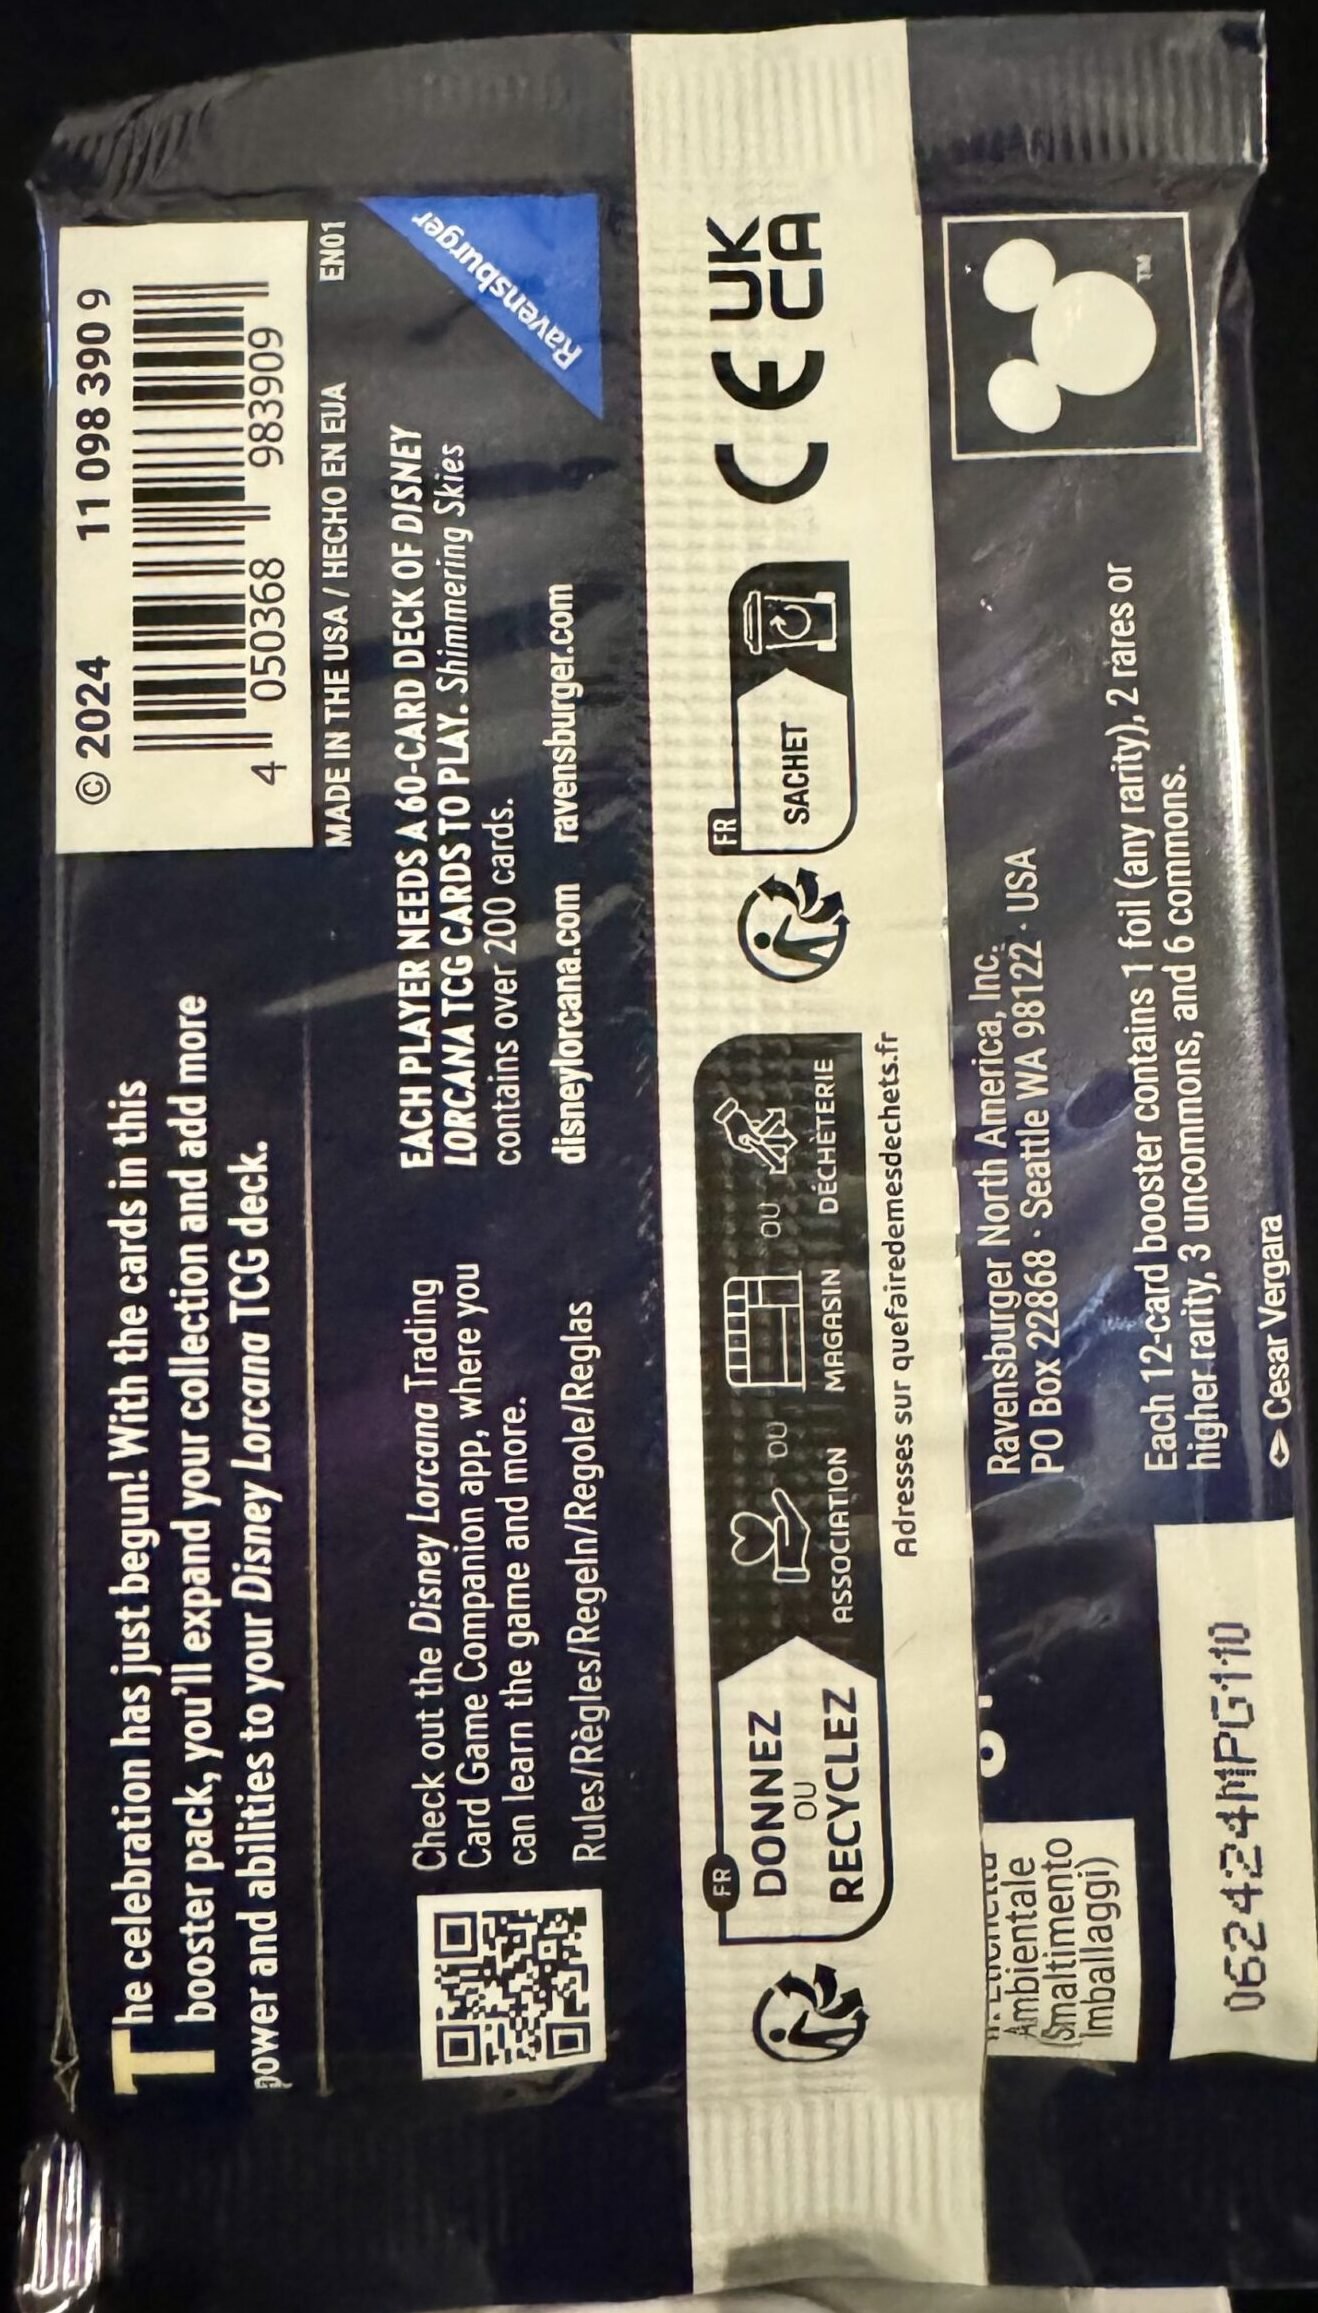 The celebration has just begun! With the cards in this
booster pack, you'll expand your collection and add more
power and abilities to your Disney Lorcana TCG deck.
© 2024 11 098 390 9
4 050368 983909
MADE IN THE USA / HECHO EN EUA EN01
Check out the Disney Lorcana Trading
Card Game Companion app, where you
can learn the game and more.
Rules/Règles/Regeln/Regole/Reglas
EACH PLAYER NEEDS A 60-CARD DECK OF DISNEY
LORCANA TCG CARDS TO PLAY. Shimmering Skies
contains over 200 cards.
disneylorcana.com ravensburger.com
Ravensburger
FR
DONNEZ
OU
RECYCLEZ
ASSOCIATION OU MAGASIN OU DÉCHÈTERIE
Adresses sur quefairedemesdechets.fr
FR
SACHET
CE UK
CA
Ambientale
(Smaltimento
Imballaggi)
Ravensburger North America, Inc.
PO Box 22868 · Seattle WA 98122 · USA
Each 12-card booster contains 1 foil (any rarity), 2 rares or
higher rarity, 3 uncommons, and 6 commons.
Cesar Vergara
062424MPG110
TM